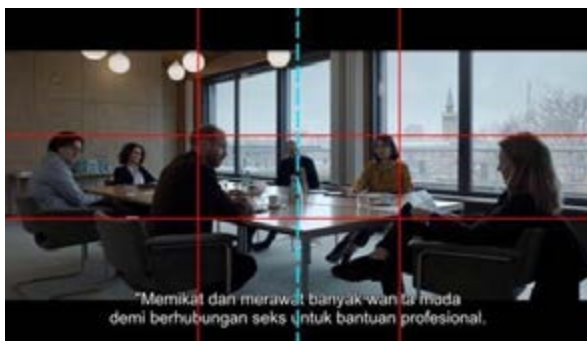 "Memikat dan merawat banyak wanita muda
demi berhubungan seks untuk bantuan profesional.